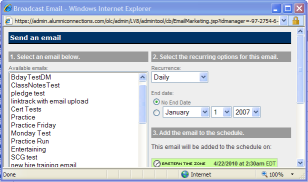 Broadcast Email - Windows Internet Explorer
https://admin.alumniconnections.com/olc/admin/LV8/admintool/cb/EmailMarketing.jsp?idmanager=-97-2754-6
Send an email
1. Select an email below.
Available emails:
BdayTestDM
ClassNotesTest
pledge test
linktrack with email upload
Cert Tests
Practice
Practice Friday
Monday Test
Practice Run
Entertaining
SCG test
new hire training email
2. Select the recurring options for this email.
Recurrence:
Daily
End date:
No End Date
January 1 2007
3. Add the email to the schedule.
This email will be added to the schedule on:
EASTERN TIME ZONE 4/22/2010 at 2:30am EDT
Done Internet 100%